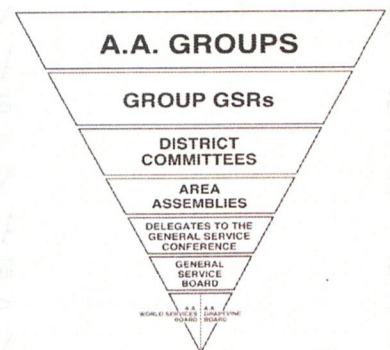 A.A. GROUPS
GROUP GSRs
DISTRICT
COMMITTEES
AREA
ASSEMBLIES
DELEGATES TO THE
GENERAL SERVICE
CONFERENCE
GENERAL
SERVICE
BOARD
A.A.
WORLD SERVICES
BOARD
A.A.
GRAPEVINE
BOARD